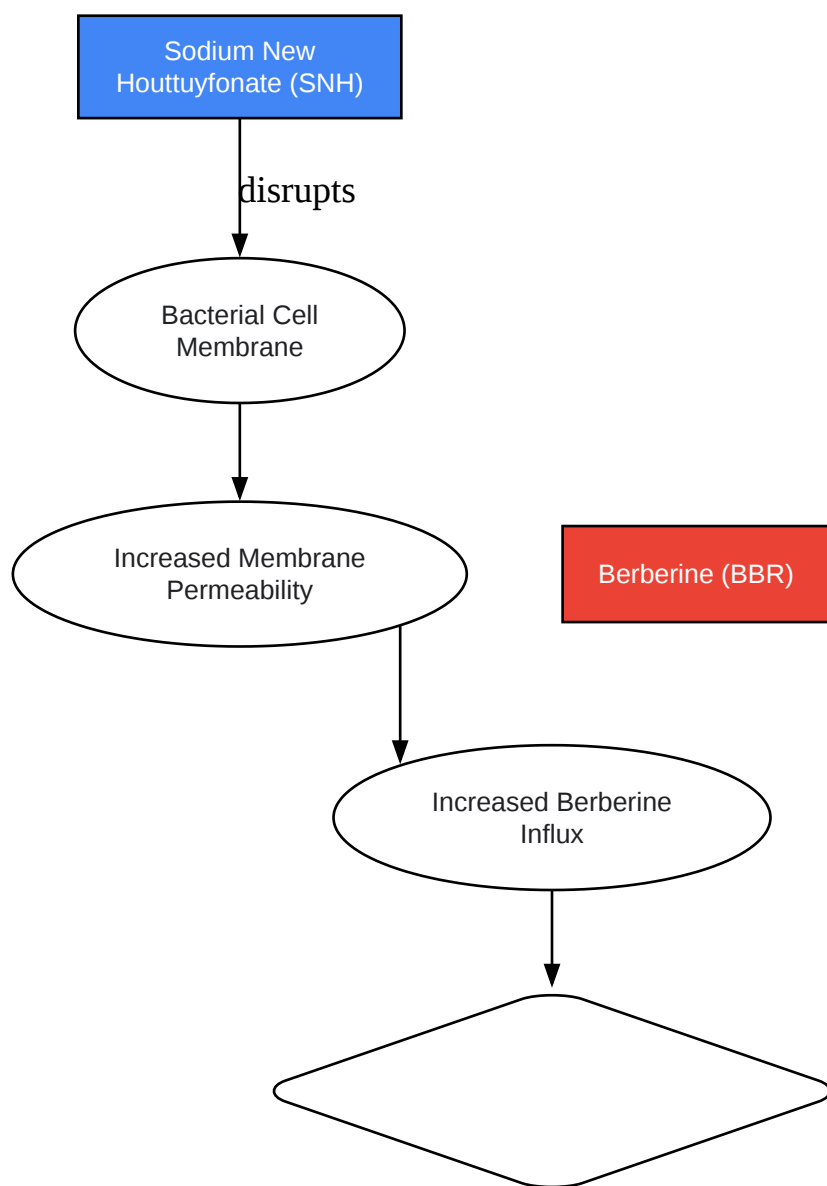 Sodium New
Houttuyfonate (SNH)
disrupts
Bacterial Cell
Membrane
Increased Membrane
Permeability
Berberine (BBR)
Increased Berberine
Influx